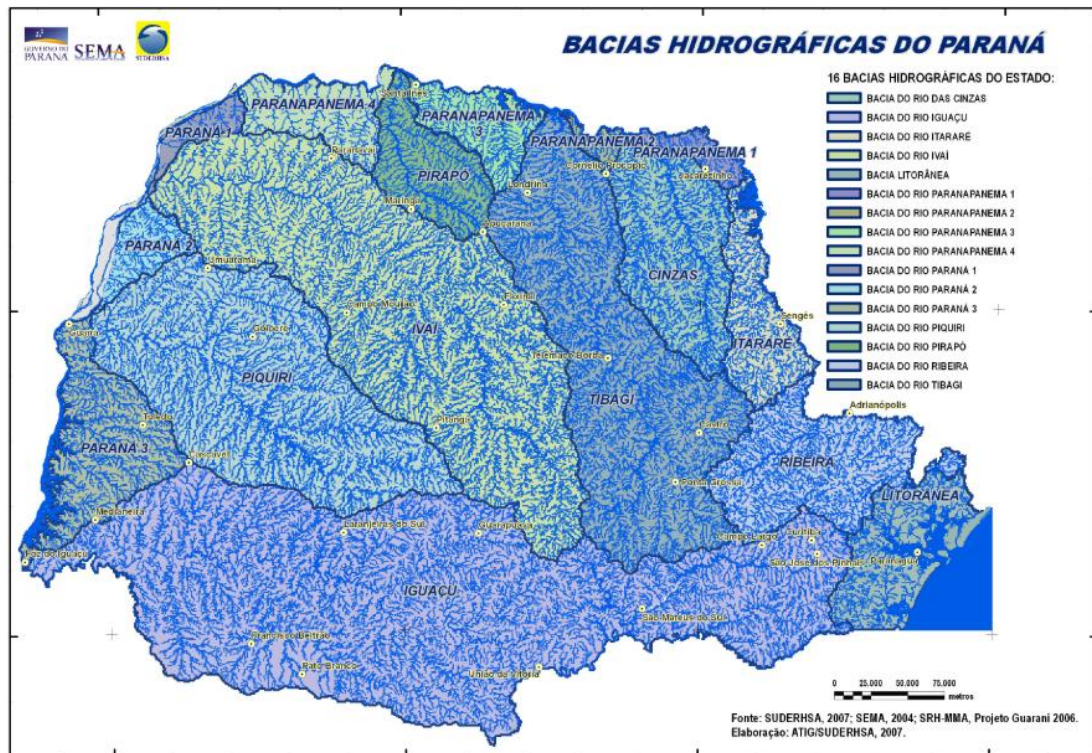 GOVERNO DO
PARANÁ
SEMA
SUDERHSA
BACIAS HIDROGRÁFICAS DO PARANÁ
16 BACIAS HIDROGRÁFICAS DO ESTADO:
BACIA DO RIO DAS CINZAS
BACIA DO RIO IGUAÇU
BACIA DO RIO ITARARÉ
BACIA DO RIO IVAÍ
BACIA LITORÂNEA
BACIA DO RIO PARANAPANEMA 1
BACIA DO RIO PARANAPANEMA 2
BACIA DO RIO PARANAPANEMA 3
BACIA DO RIO PARANAPANEMA 4
BACIA DO RIO PARANÁ 1
BACIA DO RIO PARANÁ 2
BACIA DO RIO PARANÁ 3
BACIA DO RIO PIQUIRI
BACIA DO RIO PIRAPÓ
BACIA DO RIO RIBEIRA
BACIA DO RIO TIBAGI
PARANAPANEMA 4
PARANAPANEMA
3
PARANÁ 1
PARANAPANEMA 2
PARANAPANEMA 1
Paranavaí
Cornélio Procópio
Jacarezinho
PIRAPÓ
Londrina
Maringá
Apucarana
PARANÁ 2
Umuarama
CINZAS
Campo Mourão
Guaíra
Goioerê
IVAÍ
Sengés
ITARARÉ
Telêmaco Borba
PIQUIRI
TIBAGI
Adrianópolis
Toledo
Pitanga
Castro
PARANÁ 3
Cascavel
RIBEIRA
Ponta Grossa
LITORÂNEA
Medianeira
Laranjeiras do Sul
Guarapuava
Campo Largo
Curitiba
Foz do Iguaçu
São José dos Pinhais
Paranaguá
IGUAÇU
São Mateus do Sul
Francisco Beltrão
Pato Branco
União da Vitória
0 25.000 50.000 75.000
metros
Fonte: SUDERHSA, 2007; SEMA, 2004; SRH-MMA, Projeto Guarani 2006.
Elaboração: ATIG/SUDERHSA, 2007.